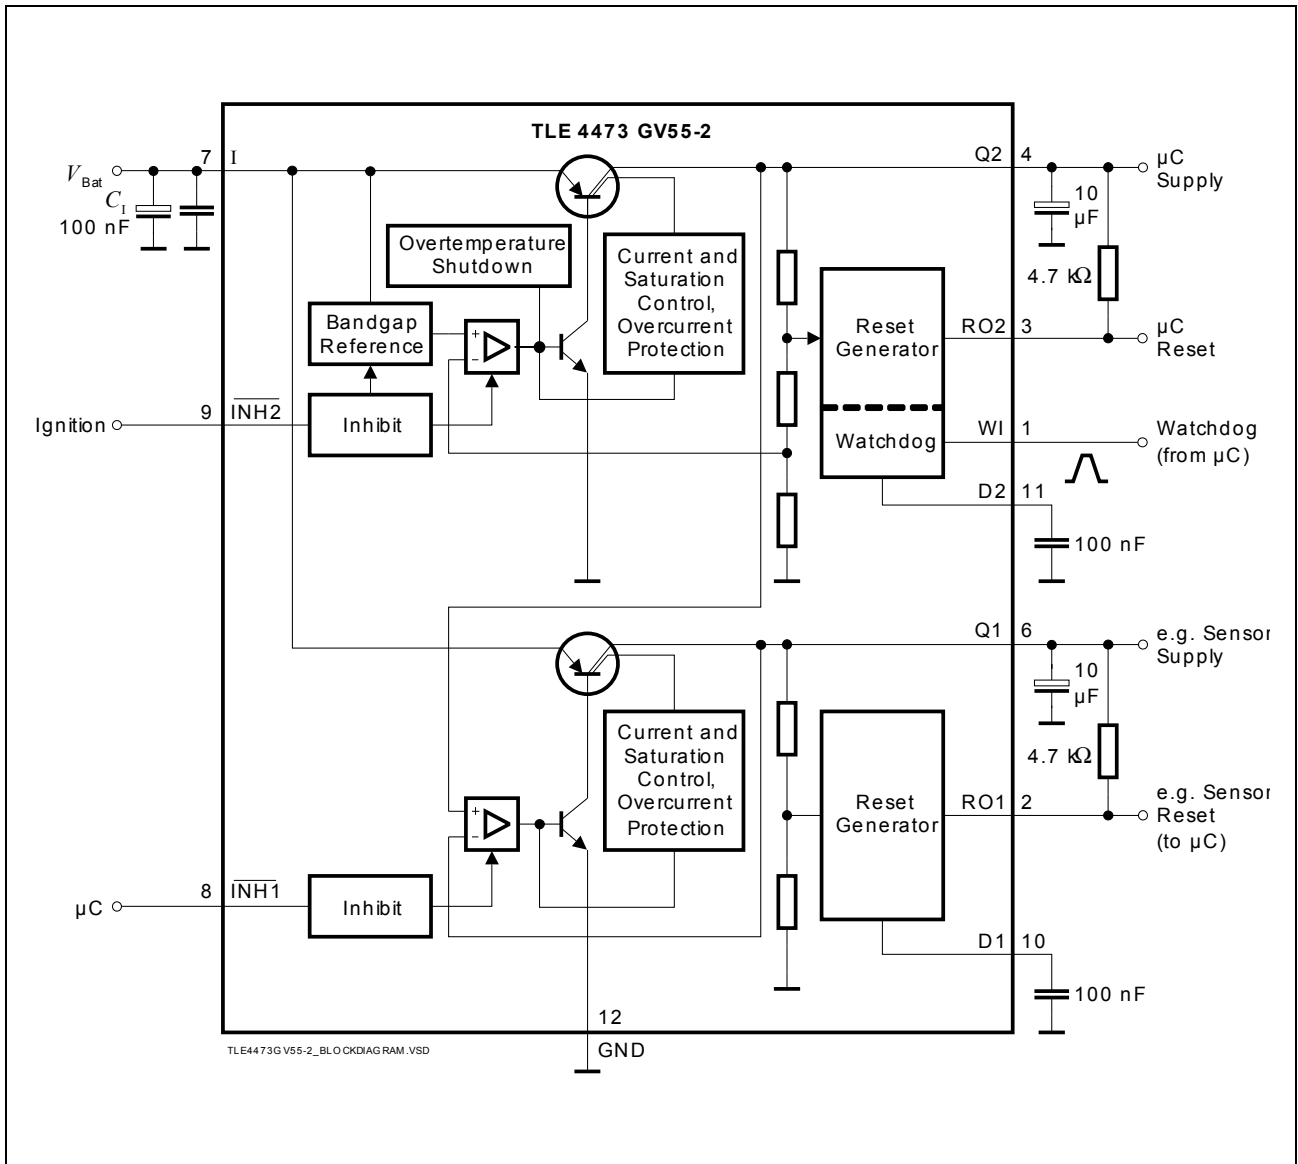 TLE 4473 GV55-2
7 I
Q2 4
µC
Supply
V Bat
C I
100 nF
10
µF
Overtemperature
Shutdown
Current and
Saturation
Control,
Overcurrent
Protection
4.7 kΩ
Bandgap
Reference
+
−
Reset
Generator
RO2 3
µC
Reset
Ignition
9 INH2
Inhibit
Watchdog
WI 1
Watchdog
(from µC)
D2 11
100 nF
Q1 6
e.g. Sensor
Supply
10
µF
Current and
Saturation
Control,
Overcurrent
Protection
4.7 kΩ
+
−
Reset
Generator
RO1 2
e.g. Sensor
Reset
(to µC)
µC
8 INH1
Inhibit
D1 10
100 nF
12
GND
TLE4473GV55-2_BLOCKDIAGRAM.VSD